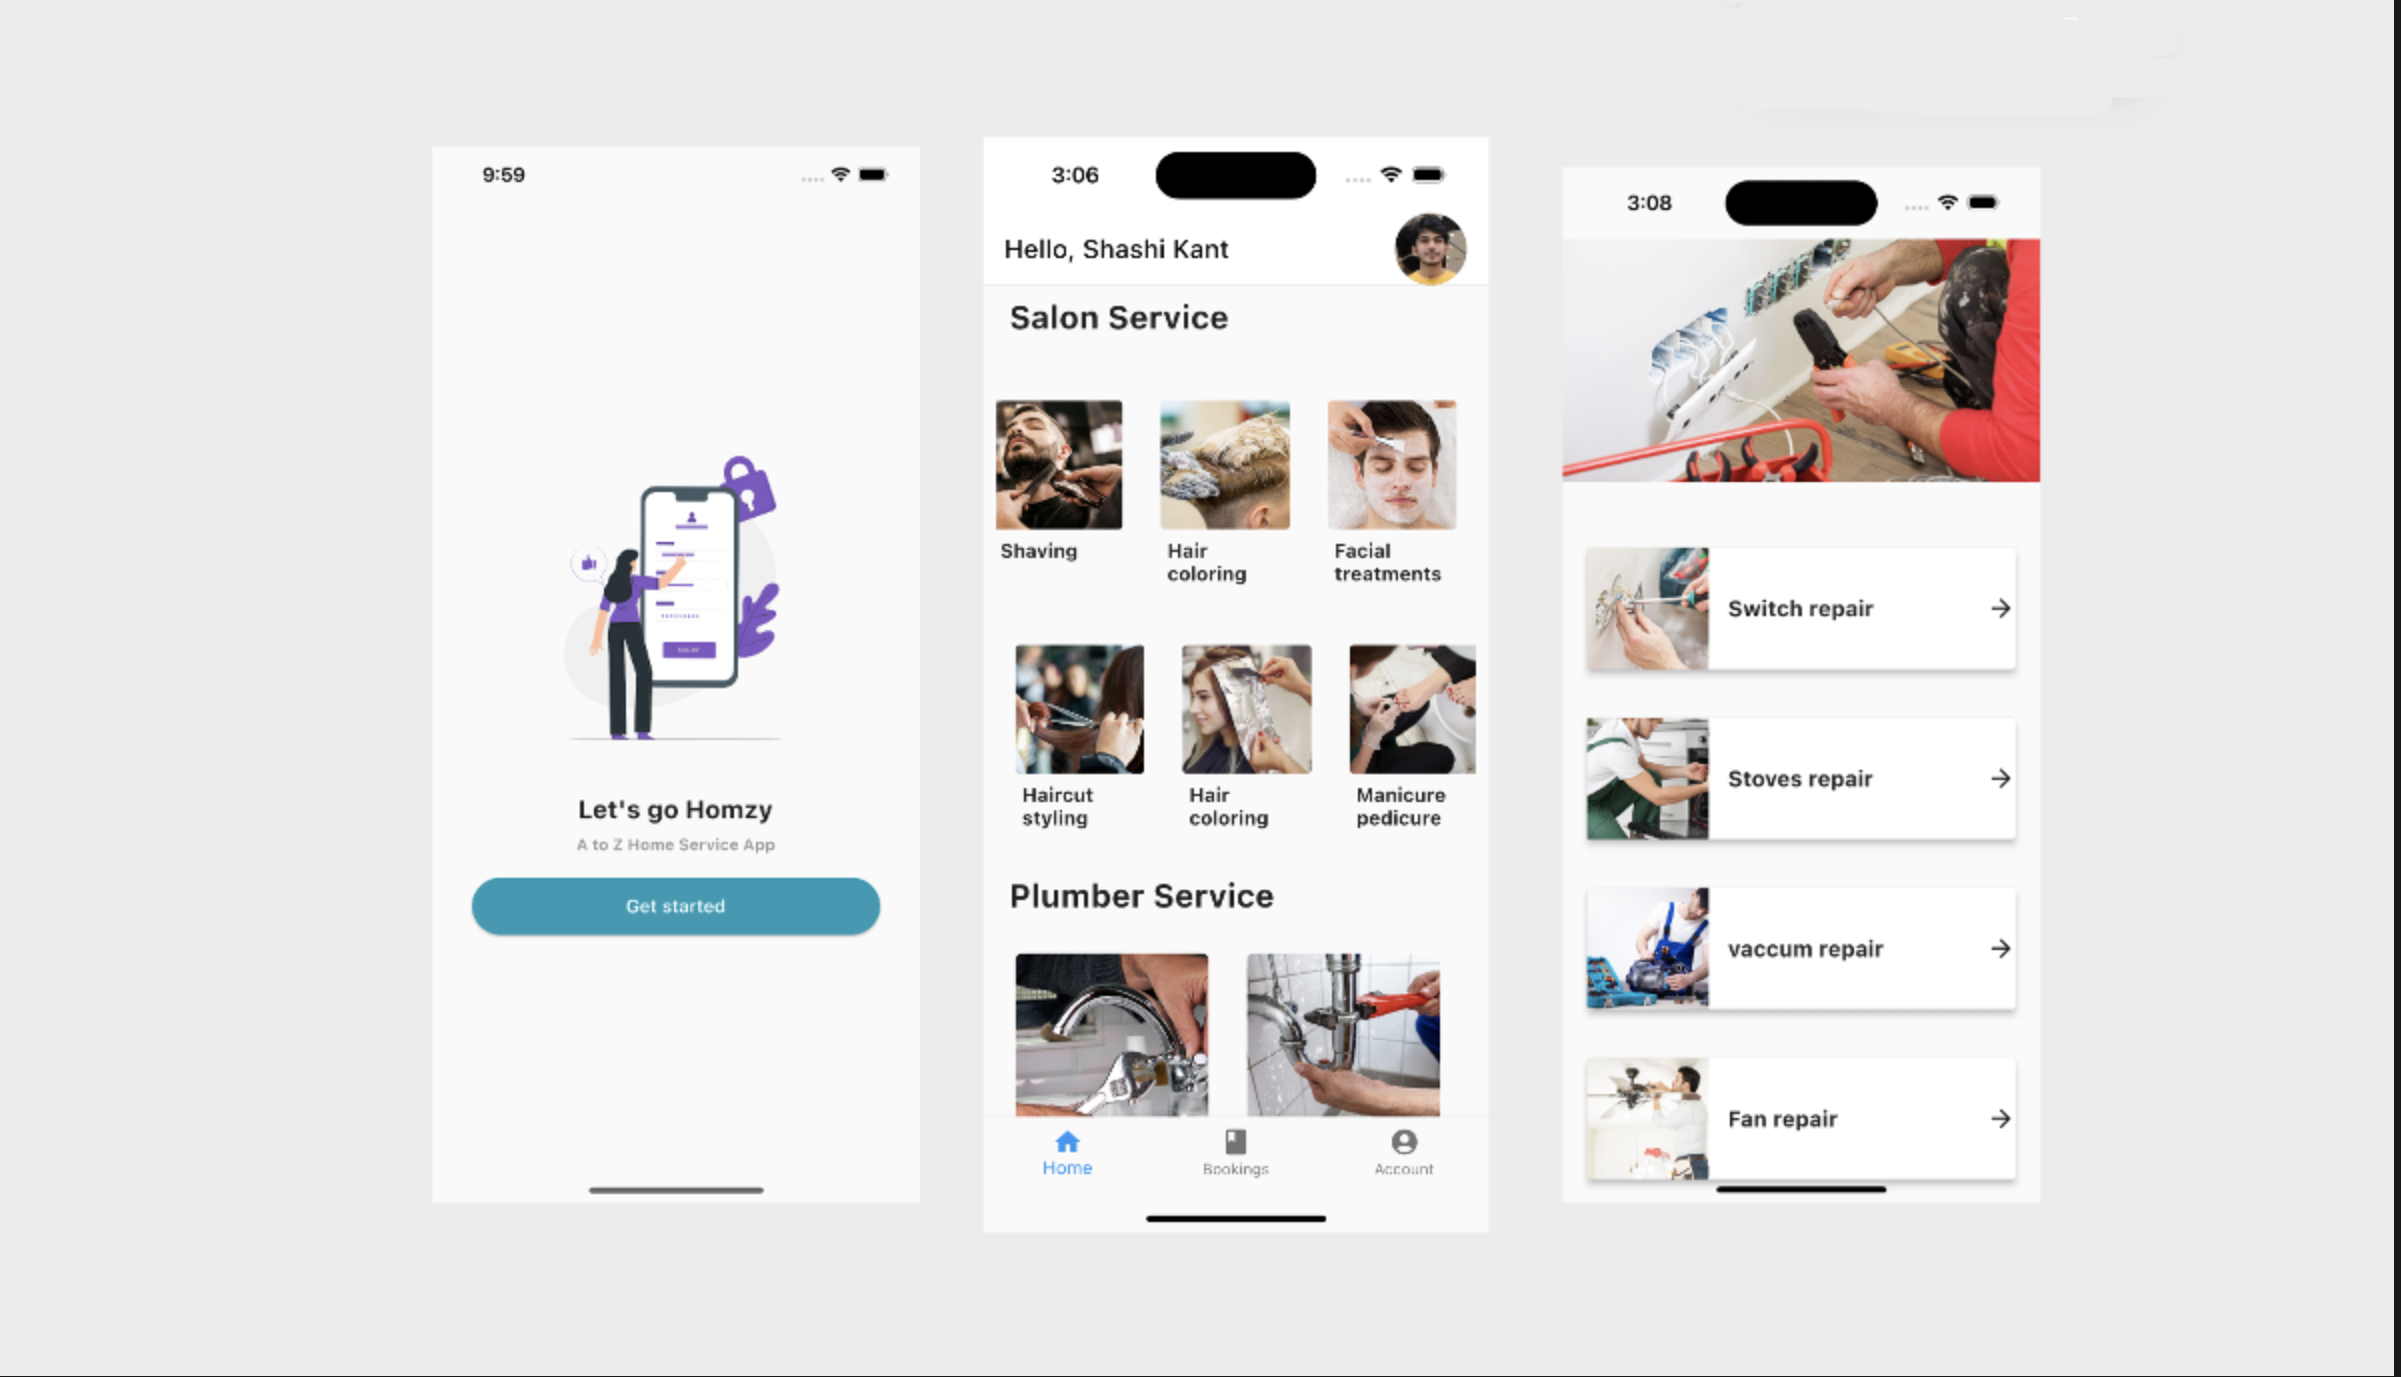 9:59
Let's go Homzy
A to Z Home Service App
Get started
3:06
Hello, Shashi Kant
Salon Service
Shaving
Hair
coloring
Facial
treatments
Haircut
styling
Hair
coloring
Manicure
pedicure
Plumber Service
Home
Bookings
Account
3:08
Switch repair
Stoves repair
vaccum repair
Fan repair